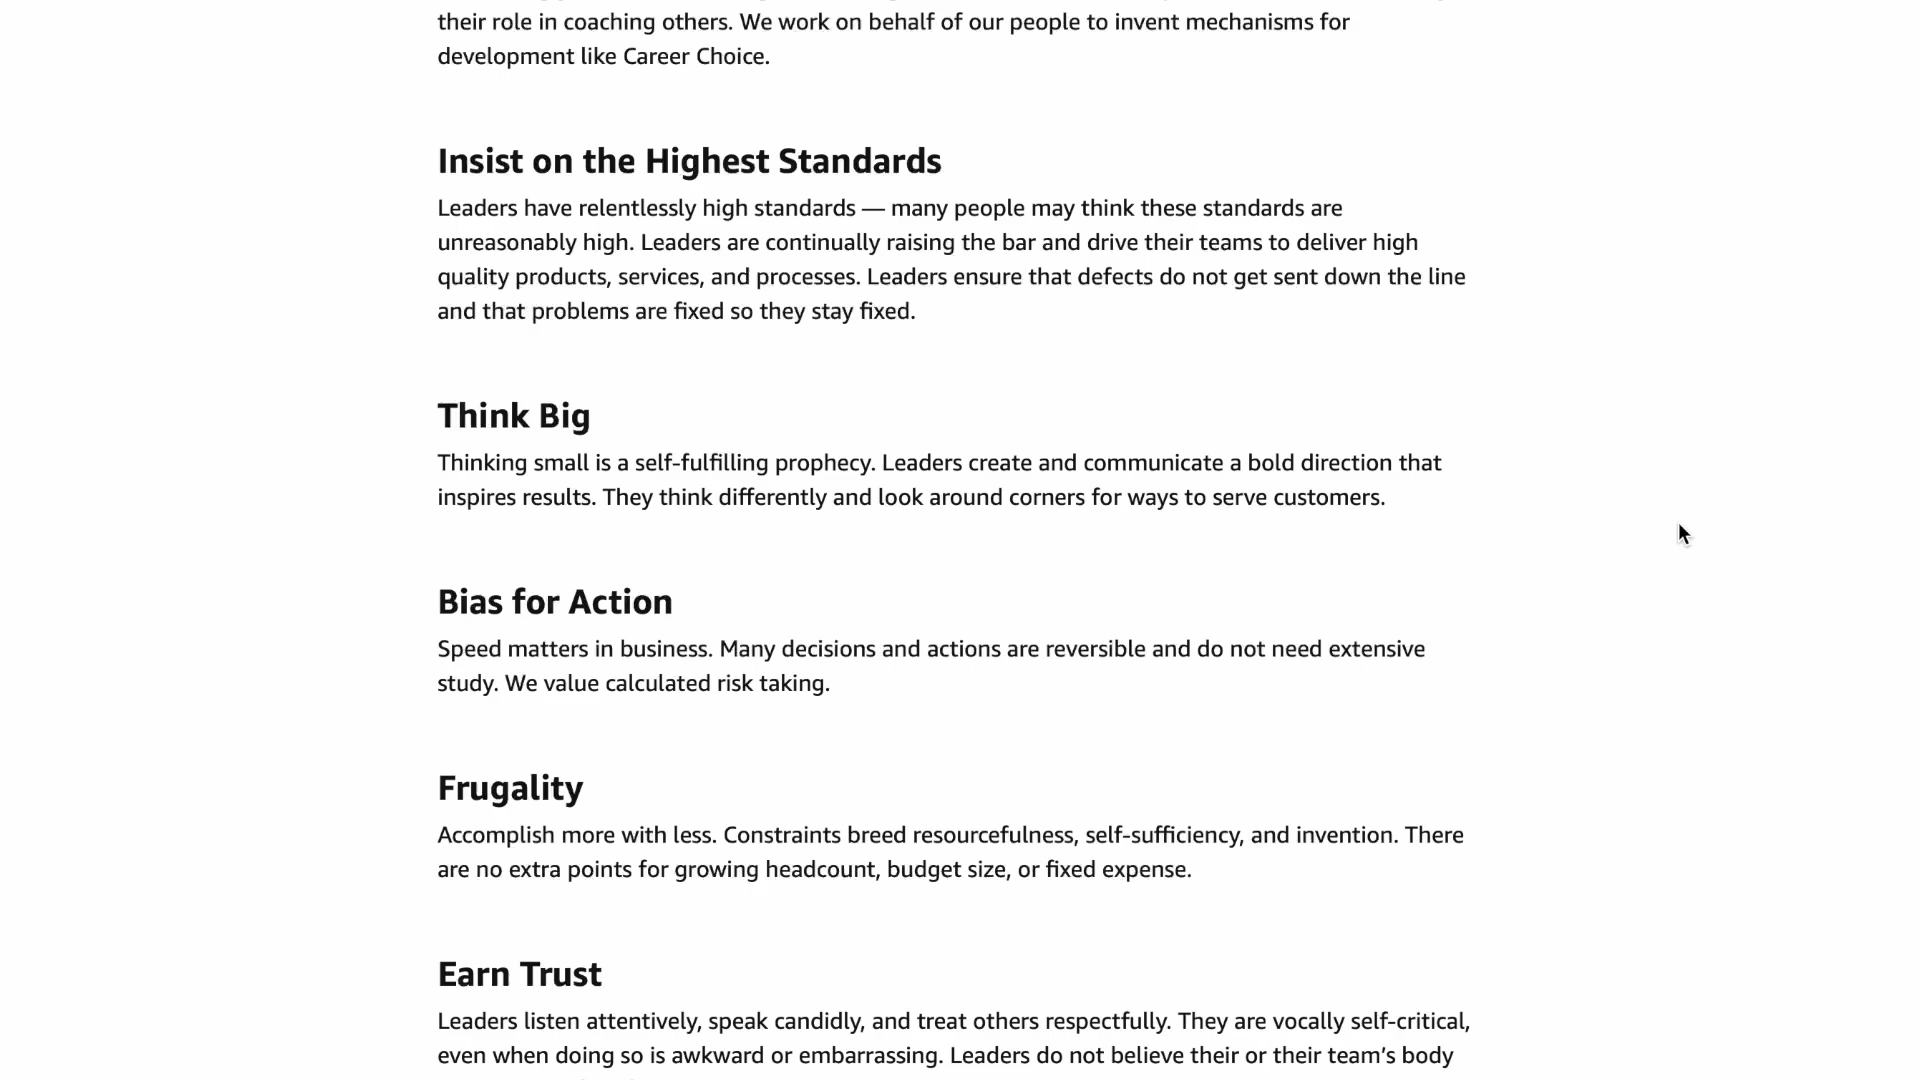 their role in coaching others. We work on behalf of our people to invent mechanisms for
development like Career Choice.
Insist on the Highest Standards
Leaders have relentlessly high standards — many people may think these standards are
unreasonably high. Leaders are continually raising the bar and drive their teams to deliver high
quality products, services, and processes. Leaders ensure that defects do not get sent down the line
and that problems are fixed so they stay fixed.
Think Big
Thinking small is a self-fulfilling prophecy. Leaders create and communicate a bold direction that
inspires results. They think differently and look around corners for ways to serve customers.
Bias for Action
Speed matters in business. Many decisions and actions are reversible and do not need extensive
study. We value calculated risk taking.
Frugality
Accomplish more with less. Constraints breed resourcefulness, self-sufficiency, and invention. There
are no extra points for growing headcount, budget size, or fixed expense.
Earn Trust
Leaders listen attentively, speak candidly, and treat others respectfully. They are vocally self-critical,
even when doing so is awkward or embarrassing. Leaders do not believe their or their team’s body